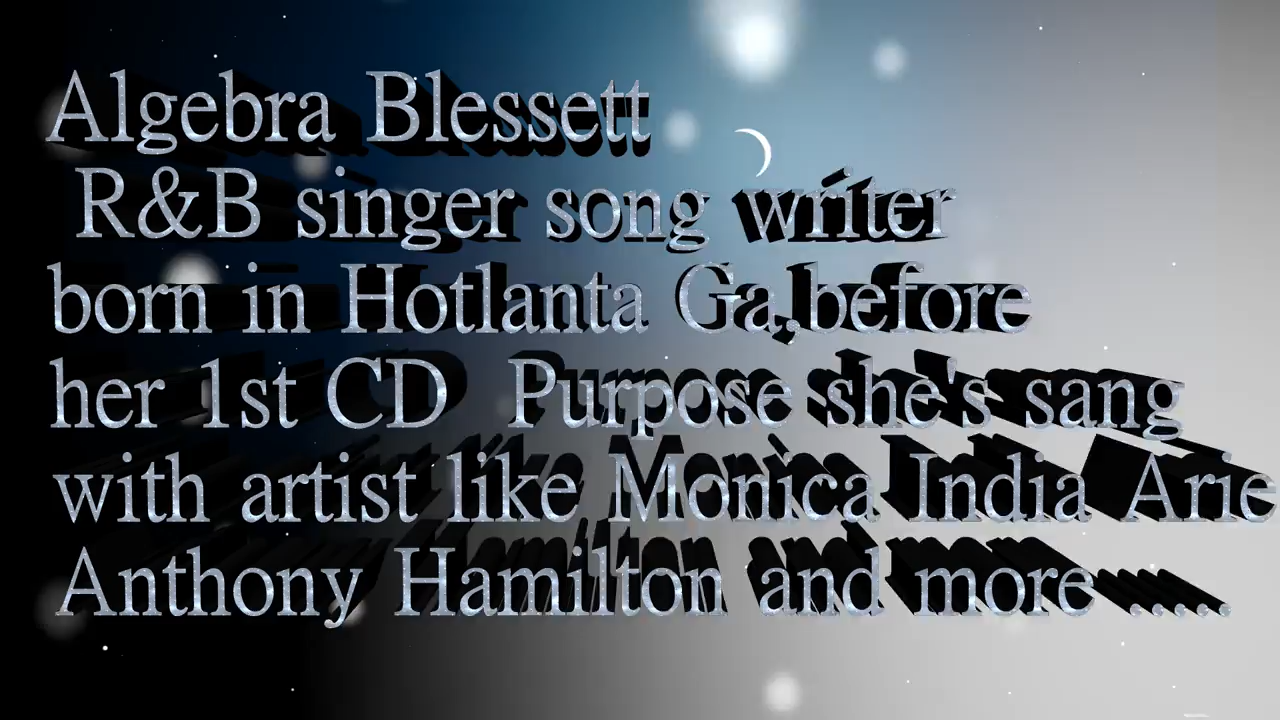 Algebra Blessett
R&B singer song writer
born in Hotlanta Ga,before
her 1st CD Purpose she's sang
with artist like Monica India Arie
Anthony Hamilton and more .....